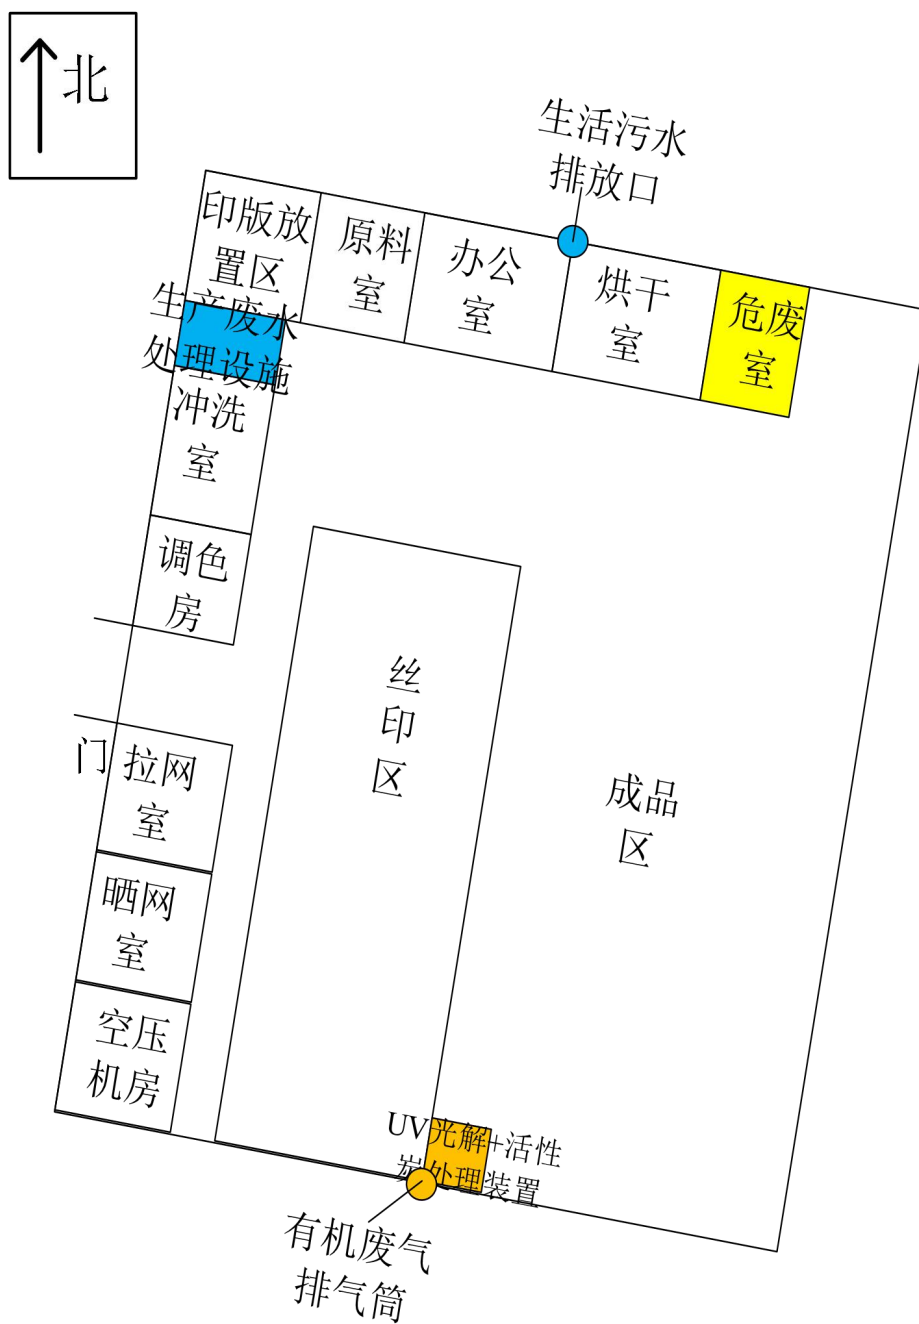 北
生活污水
排放口
印版放
置区
原料
室
办公
室
烘干
室
危废
室
生产废水
处理设施
冲洗
室
调色
房
丝
印
区
门
拉网
室
成品
区
晒网
室
空压
机房
UV光解+活性
炭处理装置
有机废气
排气筒